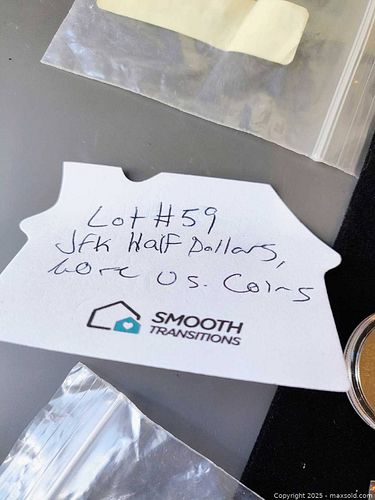 Lot #59
JFK Half Dollars,
more U.S. Coins
SMOOTH
TRANSITIONS
Copyright 2025 - maxsold.com